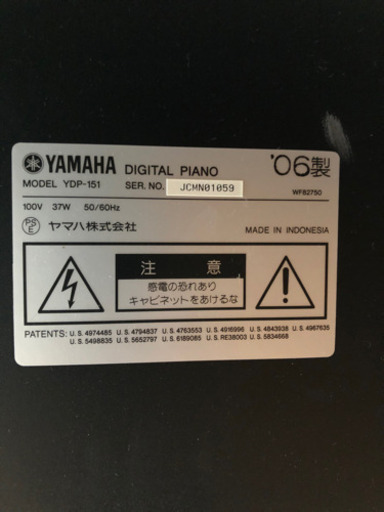 YAMAHA DIGITAL PIANO '06製
MODEL YDP-151 SER. NO. JCMN01059 WF82750
100V 37W 50/60Hz
PSE ヤマハ株式会社 MADE IN INDONESIA
注意
感電の恐れあり
キャビネットをあけるな
PATENTS: U.S. 4974485 U.S. 4794837 U.S. 4763553 U.S. 4916996 U.S. 4843938 U.S. 4967635
U.S. 5498835 U.S. 5652797 U.S. 6189085 U.S. RE38003 U.S. 5834668